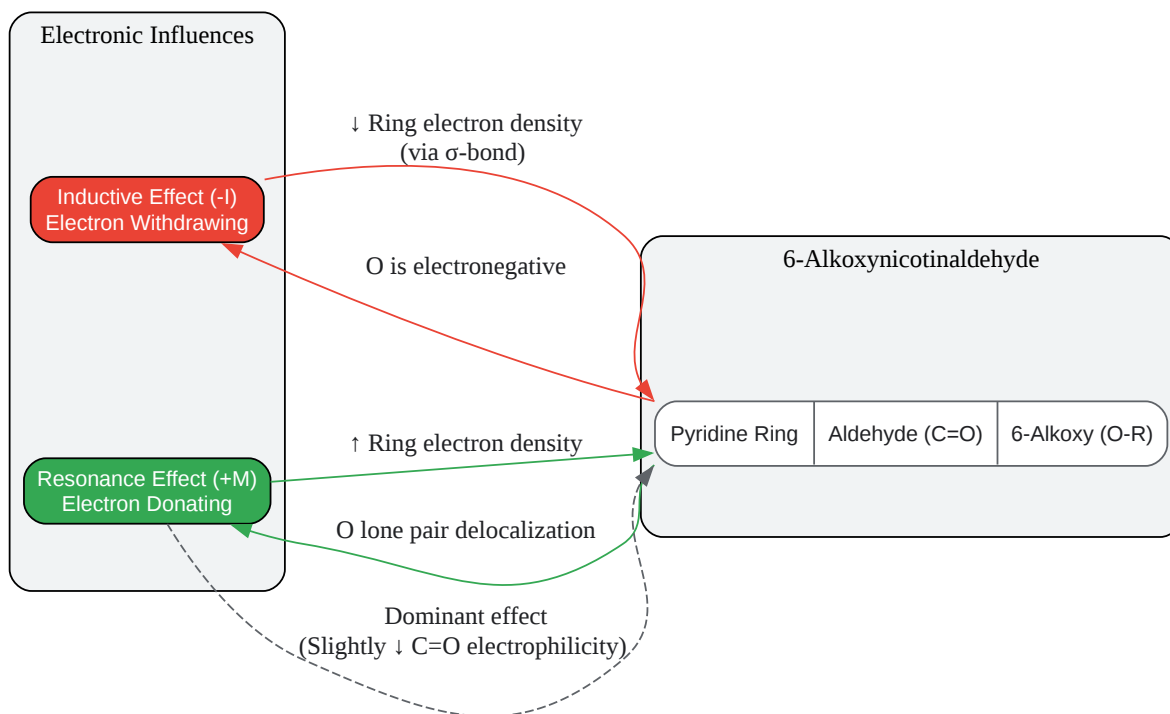 Electronic Influences
↓ Ring electron density
(via σ-bond)
Inductive Effect (-I)
Electron Withdrawing
O is electronegative
6-Alkoxynicotinaldehyde
Pyridine Ring
Aldehyde (C=O)
6-Alkoxy (O-R)
↑ Ring electron density
Resonance Effect (+M)
Electron Donating
O lone pair delocalization
Dominant effect
(Slightly ↓ C=O electrophilicity)